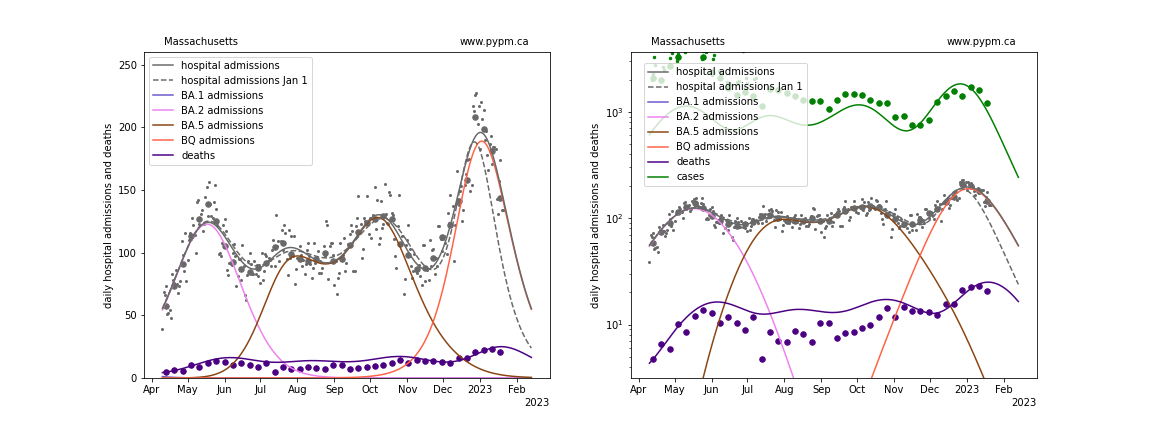 Massachusetts www.pypm.ca
daily hospital admissions and deaths
250
200
150
100
50
0
hospital admissions
hospital admissions Jan 1
BA.1 admissions
BA.2 admissions
BA.5 admissions
BQ admissions
deaths
Apr May Jun Jul Aug Sep Oct Nov Dec 2023 Feb
2023
Massachusetts www.pypm.ca
daily hospital admissions and deaths
10³
10²
10¹
hospital admissions
hospital admissions Jan 1
BA.1 admissions
BA.2 admissions
BA.5 admissions
BQ admissions
deaths
cases
Apr May Jun Jul Aug Sep Oct Nov Dec 2023 Feb
2023